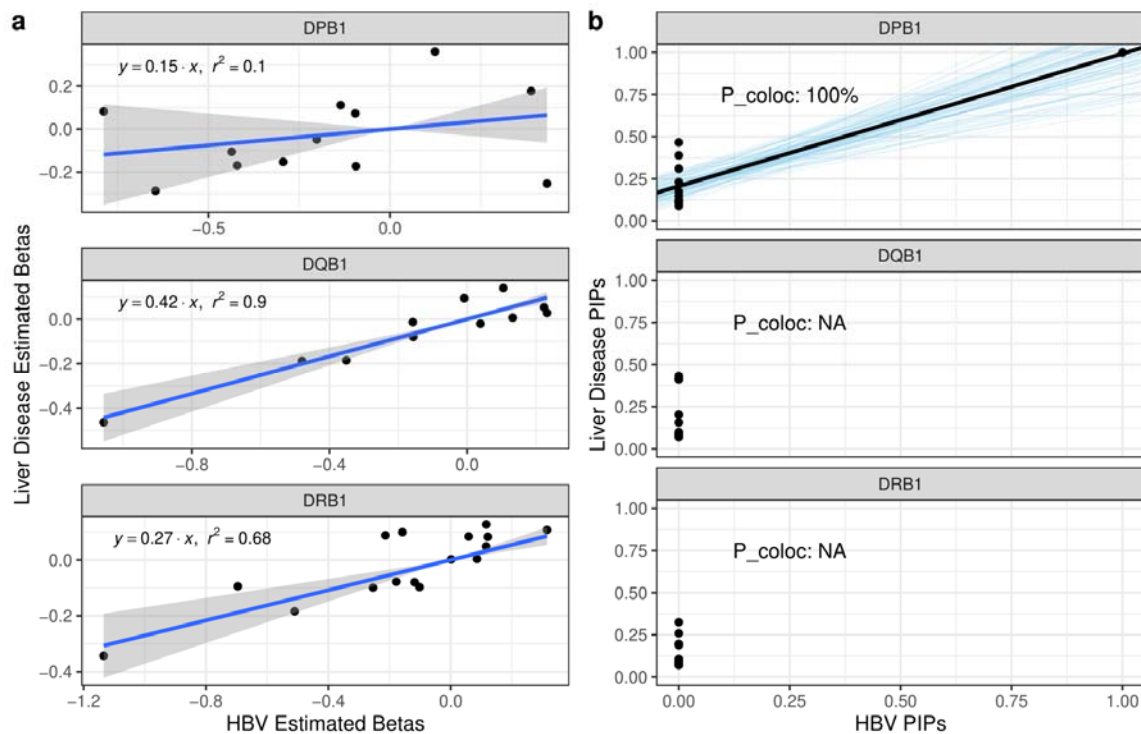 a
DPB1
y = 0.15 · x, r² = 0.1
0.2
0.0
−0.2
−0.5
0.0
DQB1
y = 0.42 · x, r² = 0.9
0.0
−0.2
−0.4
−0.8
−0.4
0.0
DRB1
y = 0.27 · x, r² = 0.68
0.0
−0.2
−0.4
−1.2
−0.8
−0.4
0.0
Liver Disease Estimated Betas
HBV Estimated Betas
b
DPB1
P_coloc: 100%
1.00
0.75
0.50
0.25
0.00
DQB1
P_coloc: NA
1.00
0.75
0.50
0.25
0.00
DRB1
P_coloc: NA
1.00
0.75
0.50
0.25
0.00
0.00
0.25
0.50
0.75
1.00
Liver Disease PIPs
HBV PIPs